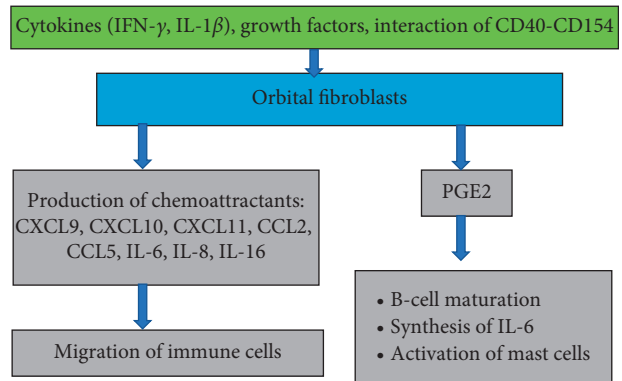 Cytokines (IFN-γ, IL-1β), growth factors, interaction of CD40-CD154
Orbital fibroblasts
Production of chemoattractants:
CXCL9, CXCL10, CXCL11, CCL2,
CCL5, IL-6, IL-8, IL-16
PGE2
Migration of immune cells
• B-cell maturation
• Synthesis of IL-6
• Activation of mast cells